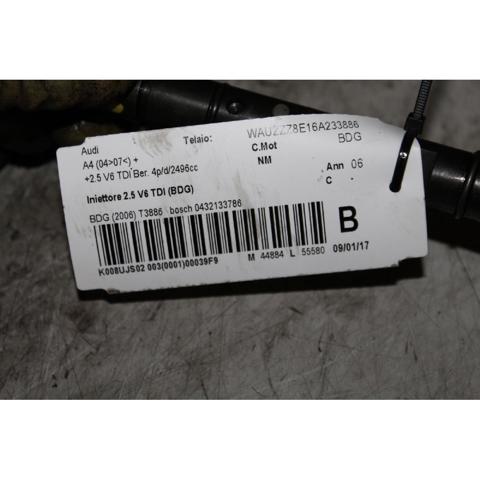 Audi Telaio: WAUZZZ8E16A233886
A4 (04>07<) + C.Mot BDG
+2.5 V6 TDI Ber. 4p/d/2496cc NM Ann 06
C -
Iniettore 2.5 V6 TDI (BDG)
BDG (2006) T3886 bosch 0432133786 B
K008UJS02 003(0001)00039F9 M 44884 L 55580 09/01/17